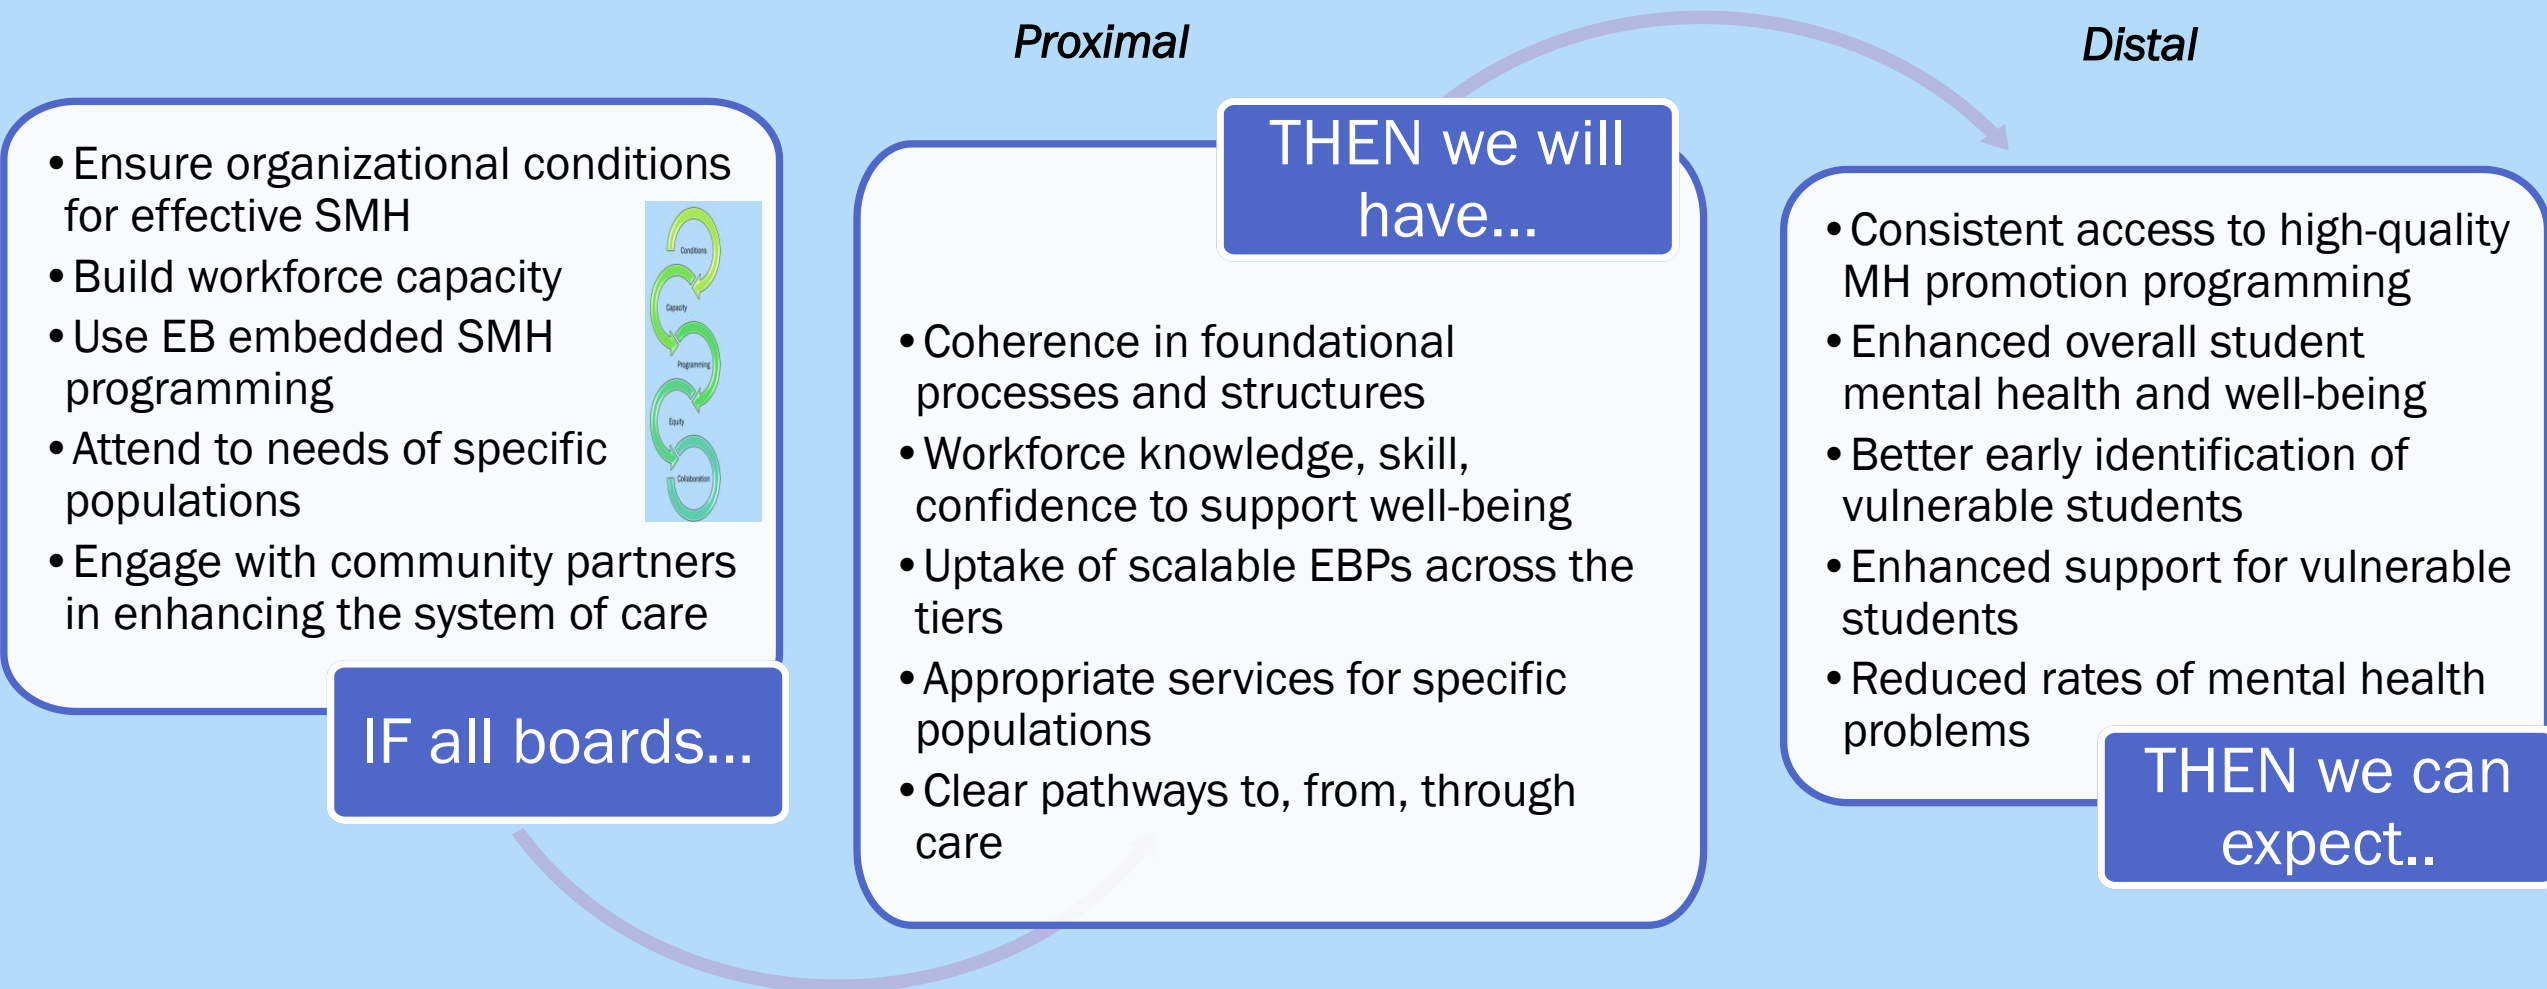 Proximal
Distal
•Ensure organizational conditions
for effective SMH
•Build workforce capacity
•Use EB embedded SMH
programming
•Attend to needs of specific
populations
•Engage with community partners
in enhancing the system of care
Conditions
Capacity
Programming
Equity
Collaboration
IF all boards...
THEN we will
have...
•Coherence in foundational
processes and structures
•Workforce knowledge, skill,
confidence to support well-being
•Uptake of scalable EBPs across the
tiers
•Appropriate services for specific
populations
•Clear pathways to, from, through
care
•Consistent access to high-quality
MH promotion programming
•Enhanced overall student
mental health and well-being
•Better early identification of
vulnerable students
•Enhanced support for vulnerable
students
•Reduced rates of mental health
problems
THEN we can
expect..